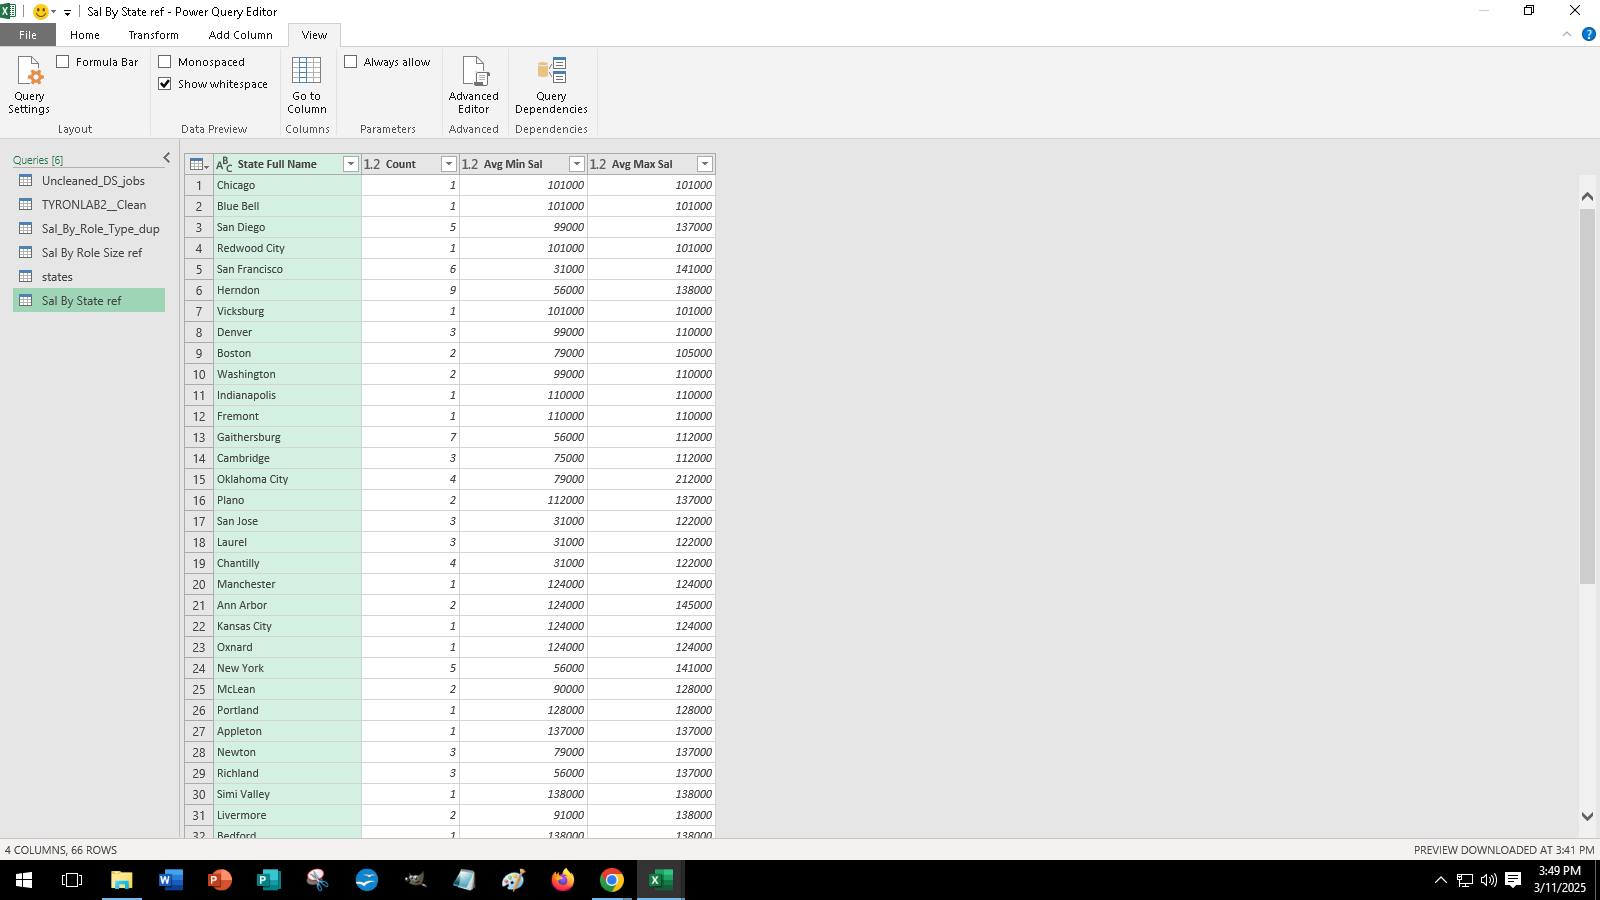 Sal By State ref - Power Query Editor
File Home Transform Add Column View
Query Settings
Formula Bar
Layout
Monospaced
Show whitespace
Data Preview
Go to Column
Columns
Always allow
Parameters
Advanced Editor
Advanced
Query Dependencies
Dependencies
Queries [6]
Uncleaned_DS_jobs
TYRONLAB2__Clean
Sal_By_Role_Type_dup
Sal By Role Size ref
states
Sal By State ref
ABC State Full Name 1.2 Count 1.2 Avg Min Sal 1.2 Avg Max Sal
1 Chicago 1 101000 101000
2 Blue Bell 1 101000 101000
3 San Diego 5 99000 137000
4 Redwood City 1 101000 101000
5 San Francisco 6 31000 141000
6 Herndon 9 56000 138000
7 Vicksburg 1 101000 101000
8 Denver 3 99000 110000
9 Boston 2 79000 105000
10 Washington 2 99000 110000
11 Indianapolis 1 110000 110000
12 Fremont 1 110000 110000
13 Gaithersburg 7 56000 112000
14 Cambridge 3 75000 112000
15 Oklahoma City 4 79000 212000
16 Plano 2 112000 137000
17 San Jose 3 31000 122000
18 Laurel 3 31000 122000
19 Chantilly 4 31000 122000
20 Manchester 1 124000 124000
21 Ann Arbor 2 124000 145000
22 Kansas City 1 124000 124000
23 Oxnard 1 124000 124000
24 New York 5 56000 141000
25 McLean 2 90000 128000
26 Portland 1 128000 128000
27 Appleton 1 137000 137000
28 Newton 3 79000 137000
29 Richland 3 56000 137000
30 Simi Valley 1 138000 138000
31 Livermore 2 91000 138000
32 Bedford 1 138000 138000
4 COLUMNS, 66 ROWS
PREVIEW DOWNLOADED AT 3:41 PM
3:49 PM
3/11/2025